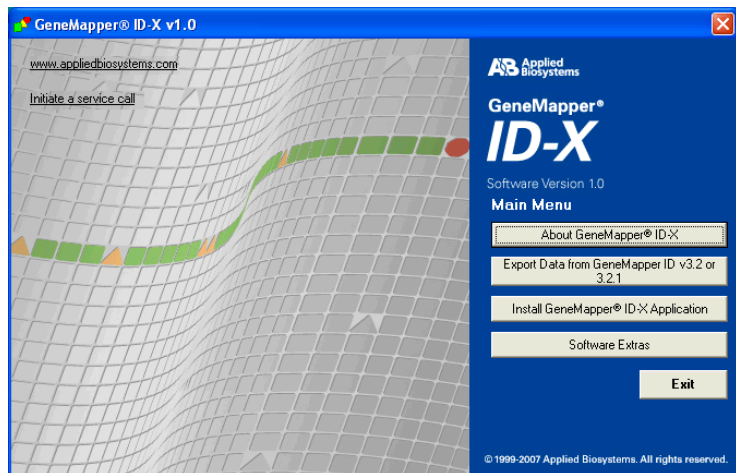 GeneMapper® ID-X v1.0
www.appliedbiosystems.com
Initiate a service call
AB Applied
Biosystems
GeneMapper®
ID-X
Software Version 1.0
Main Menu
About GeneMapper® ID-X
Export Data from GeneMapper ID v3.2 or
3.2.1
Install GeneMapper® ID-X Application
Software Extras
Exit
© 1999-2007 Applied Biosystems. All rights reserved.